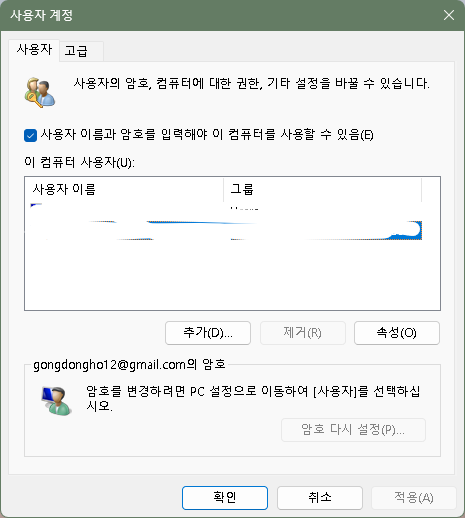 사용자 계정
사용자
고급
사용자의 암호, 컴퓨터에 대한 권한, 기타 설정을 바꿀 수 있습니다.
사용자 이름과 암호를 입력해야 이 컴퓨터를 사용할 수 있음(E)
이 컴퓨터 사용자(U):
사용자 이름 그룹
추가(D)... 제거(R) 속성(O)
gongdongho12@gmail.com의 암호
암호를 변경하려면 PC 설정으로 이동하여 [사용자]를 선택하십
시오.
암호 다시 설정(P)...
확인 취소 적용(A)